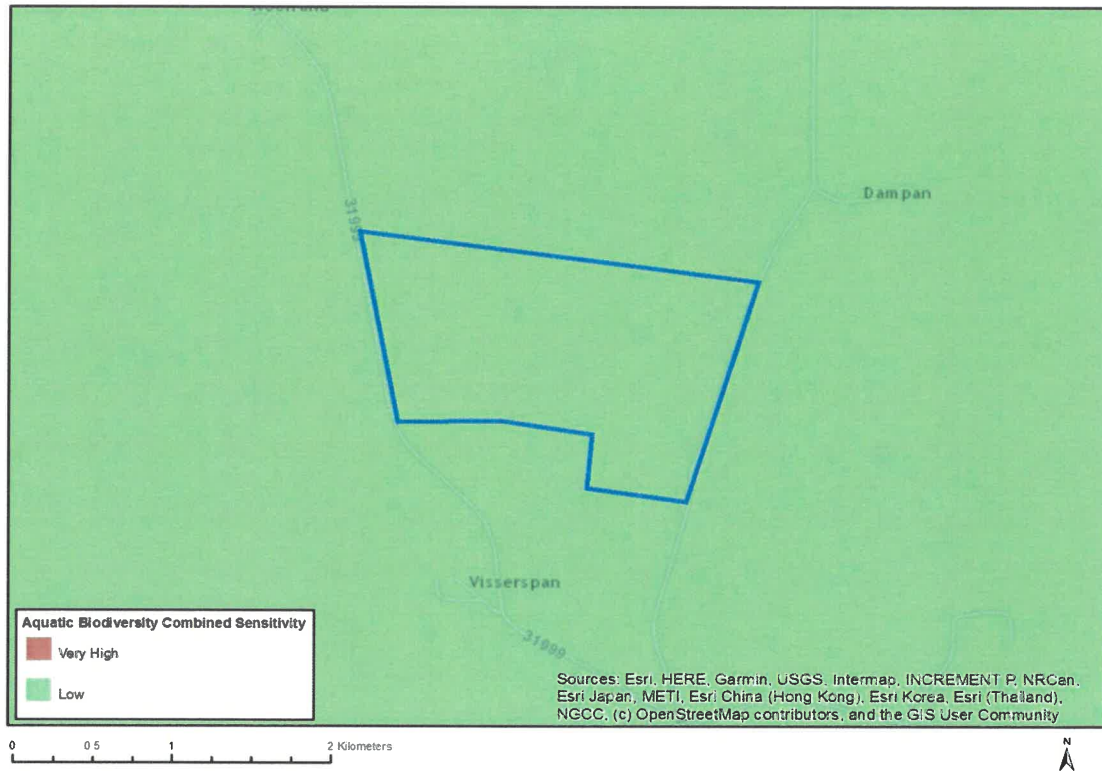 Dampan
Visserspan
31999
Aquatic Biodiversity Combined Sensitivity
Very High
Low
Sources: Esri, HERE, Garmin, USGS, Intermap, INCREMENT P, NRCan,
Esri Japan, METI, Esri China (Hong Kong), Esri Korea, Esri (Thailand),
NGCC, (c) OpenStreetMap contributors, and the GIS User Community
0 0 5 1 2 Kilometers
N